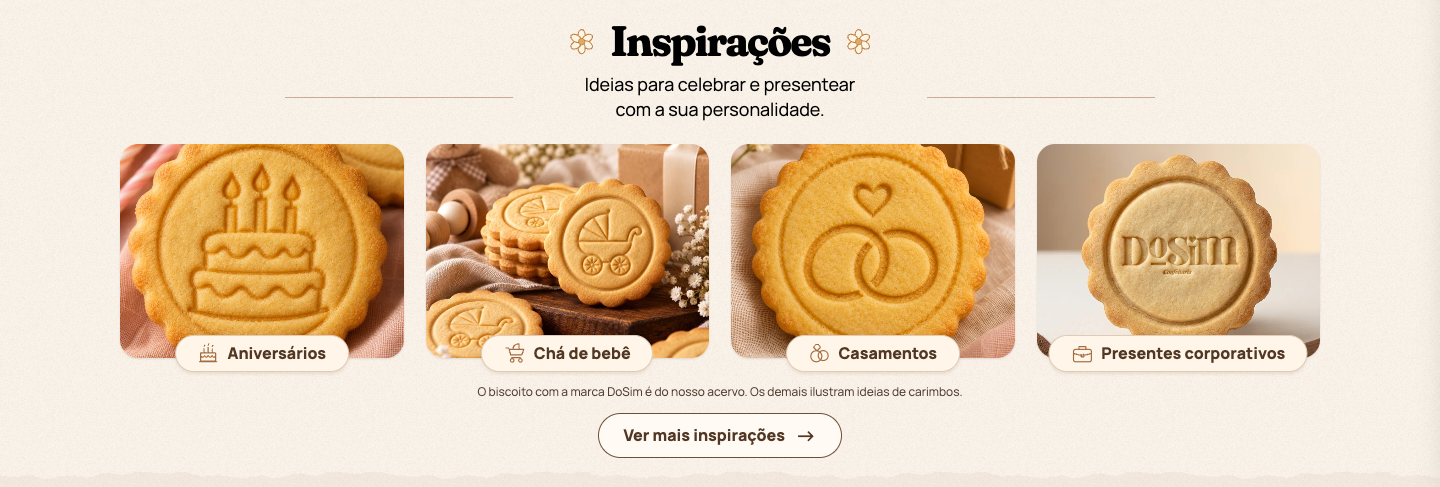 Inspirações
Ideias para celebrar e presentear
com a sua personalidade.
DoSim
Confeitaria
Aniversários
Chá de bebê
Casamentos
Presentes corporativos
O biscoito com a marca DoSim é do nosso acervo. Os demais ilustram ideias de carimbos.
Ver mais inspirações